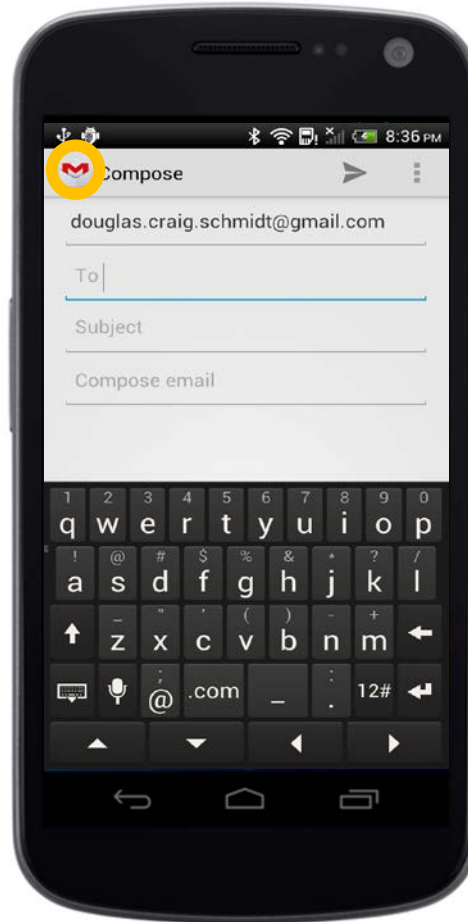 8:36 PM
Compose
douglas.craig.schmidt@gmail.com
To
Subject
Compose email
1 2 3 4 5 6 7 8 9 0
q w e r t y u i o p
! @ # $ % & * ? /
a s d f g h j k l
_ " ' ( ) - +
z x c v b n m
; :
@ .com _ . 12#